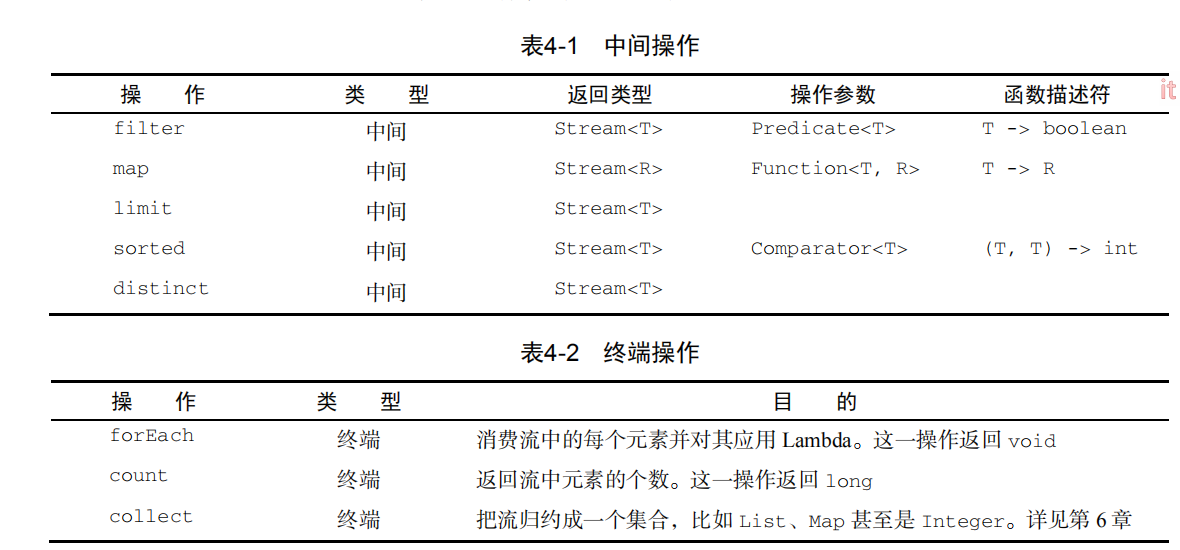 表4-1 中间操作
操 作 类 型 返回类型 操作参数 函数描述符
it
filter 中间 Stream<T> Predicate<T> T -> boolean
map 中间 Stream<R> Function<T, R> T -> R
limit 中间 Stream<T>
sorted 中间 Stream<T> Comparator<T> (T, T) -> int
distinct 中间 Stream<T>
表4-2 终端操作
操 作 类 型 目 的
forEach 终端 消费流中的每个元素并对其应用 Lambda。这一操作返回 void
count 终端 返回流中元素的个数。这一操作返回 long
collect 终端 把流归约成一个集合，比如 List、Map 甚至是 Integer。详见第 6 章